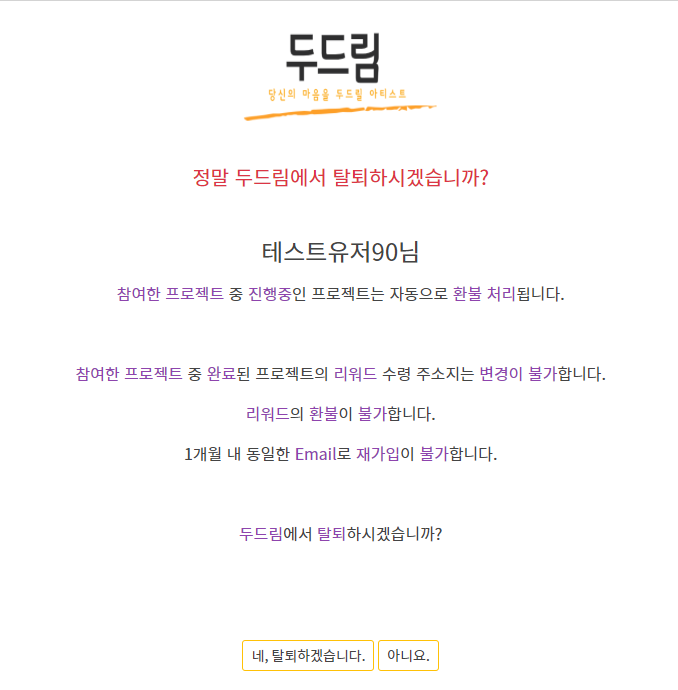 두드림
당신의 마음을 두드릴 아티스트
정말 두드림에서 탈퇴하시겠습니까?
테스트유저90님
참여한 프로젝트 중 진행중인 프로젝트는 자동으로 환불 처리됩니다.
참여한 프로젝트 중 완료된 프로젝트의 리워드 수령 주소지는 변경이 불가합니다.
리워드의 환불이 불가합니다.
1개월 내 동일한 Email로 재가입이 불가합니다.
두드림에서 탈퇴하시겠습니까?
네, 탈퇴하겠습니다. 아니요.